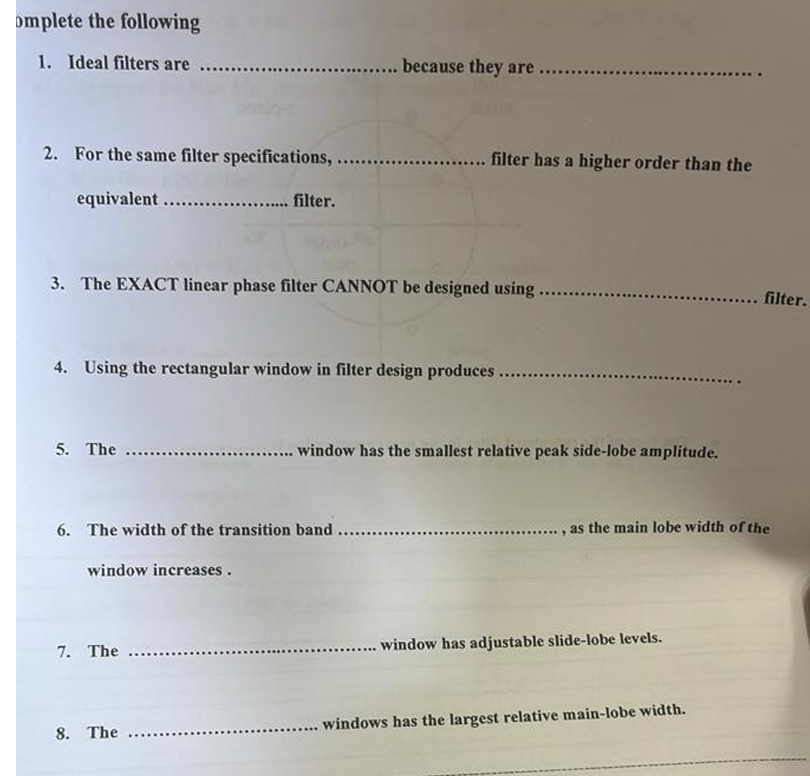 omplete the following
1. Ideal filters are ................................ because they are .................................... .
2. For the same filter specifications, ........................ filter has a higher order than the
equivalent ..................... filter.
3. The EXACT linear phase filter CANNOT be designed using .................................... filter.
4. Using the rectangular window in filter design produces ........................................ .
5. The ............................ window has the smallest relative peak side-lobe amplitude.
6. The width of the transition band .................................... , as the main lobe width of the
window increases .
7. The ......................................... window has adjustable slide-lobe levels.
8. The ............................... windows has the largest relative main-lobe width.